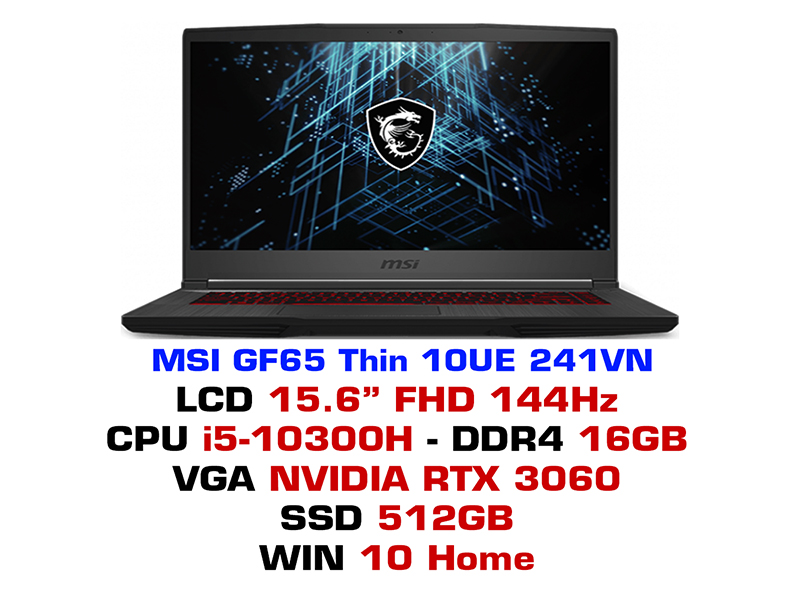 msi
MSI GF65 Thin 10UE 241VN
LCD 15.6” FHD 144Hz
CPU i5-10300H - DDR4 16GB
VGA NVIDIA RTX 3060
SSD 512GB
WIN 10 Home